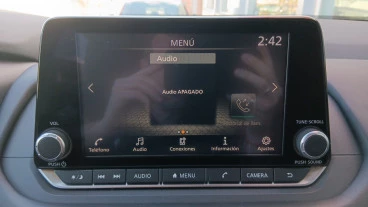 MENÚ
2:42
Audio
Audio APAGADO
VOL
TUNE·SCROLL
Teléfono
Audio
Conexiones
Información
Ajustes
PUSH
PUSH SOUND
AUDIO
MENU
CAMERA